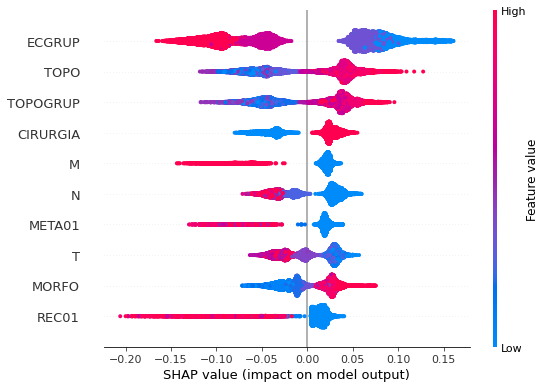 High
ECGRUP
TOPO
TOPOGRUP
CIRURGIA
M
N
META01
T
MORFO
REC01
Feature value
Low
−0.20 −0.15 −0.10 −0.05 0.00 0.05 0.10 0.15
SHAP value (impact on model output)